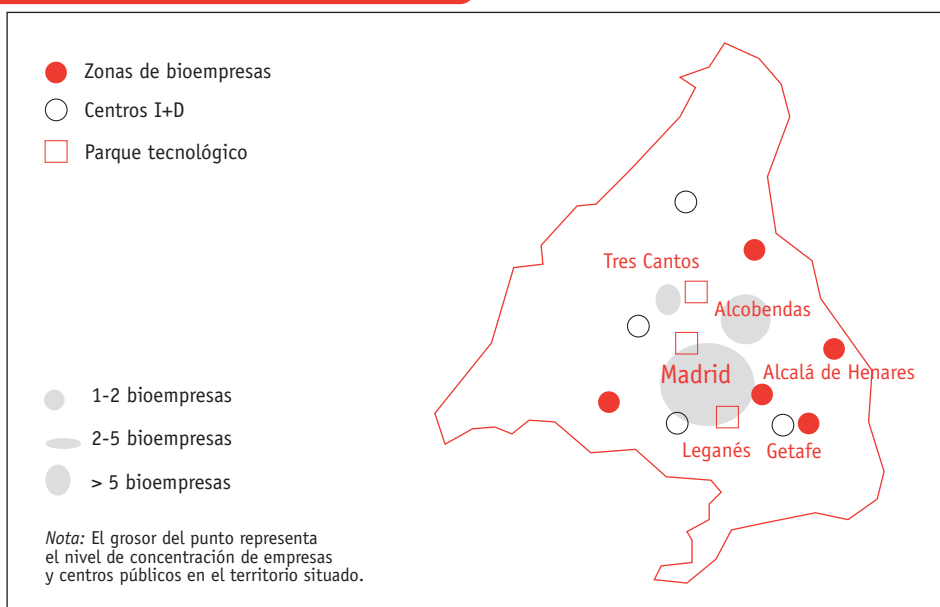 Zonas de bioempresas
Centros I+D
Parque tecnológico
Tres Cantos
Alcobendas
Madrid
Alcalá de Henares
Leganés
Getafe
1-2 bioempresas
2-5 bioempresas
> 5 bioempresas
Nota: El grosor del punto representa
el nivel de concentración de empresas
y centros públicos en el territorio situado.